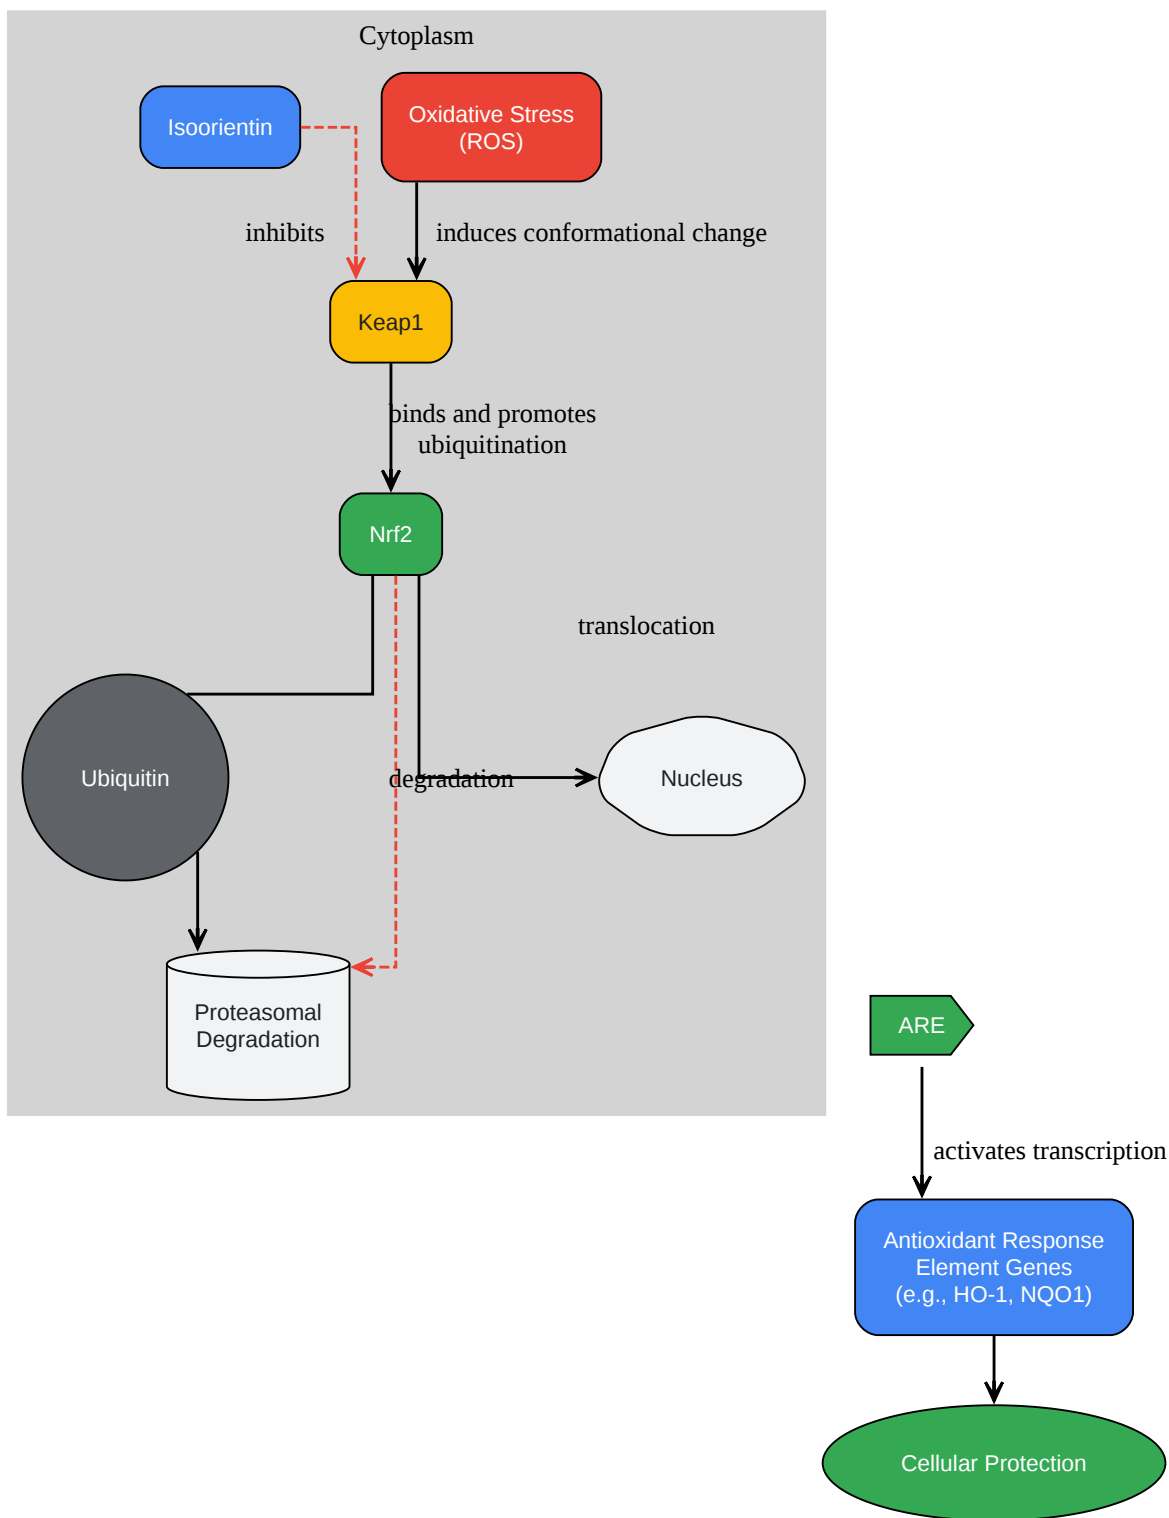 Cytoplasm
Isoorientin
Oxidative Stress
(ROS)
inhibits
induces conformational change
Keap1
binds and promotes
ubiquitination
Nrf2
translocation
Ubiquitin
degradation
Nucleus
Proteasomal
Degradation
ARE
activates transcription
Antioxidant Response
Element Genes
(e.g., HO-1, NQO1)
Cellular Protection